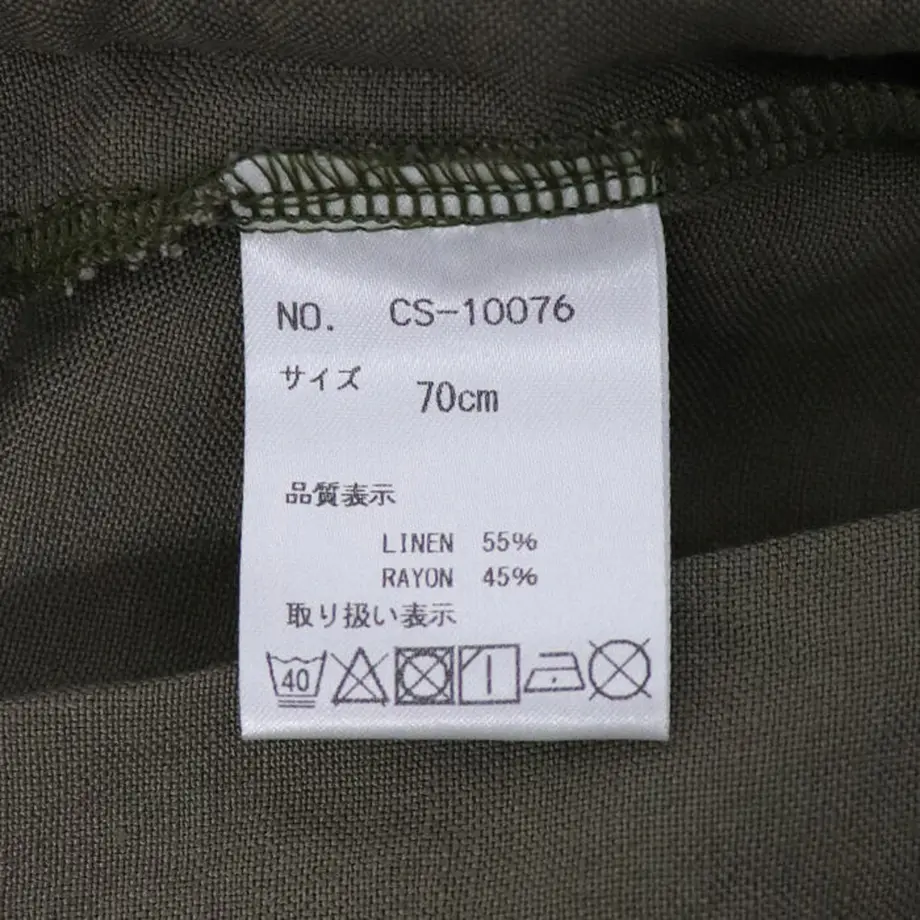 NO. CS-10076
サイズ 70cm
品質表示
LINEN 55%
RAYON 45%
取り扱い表示
40